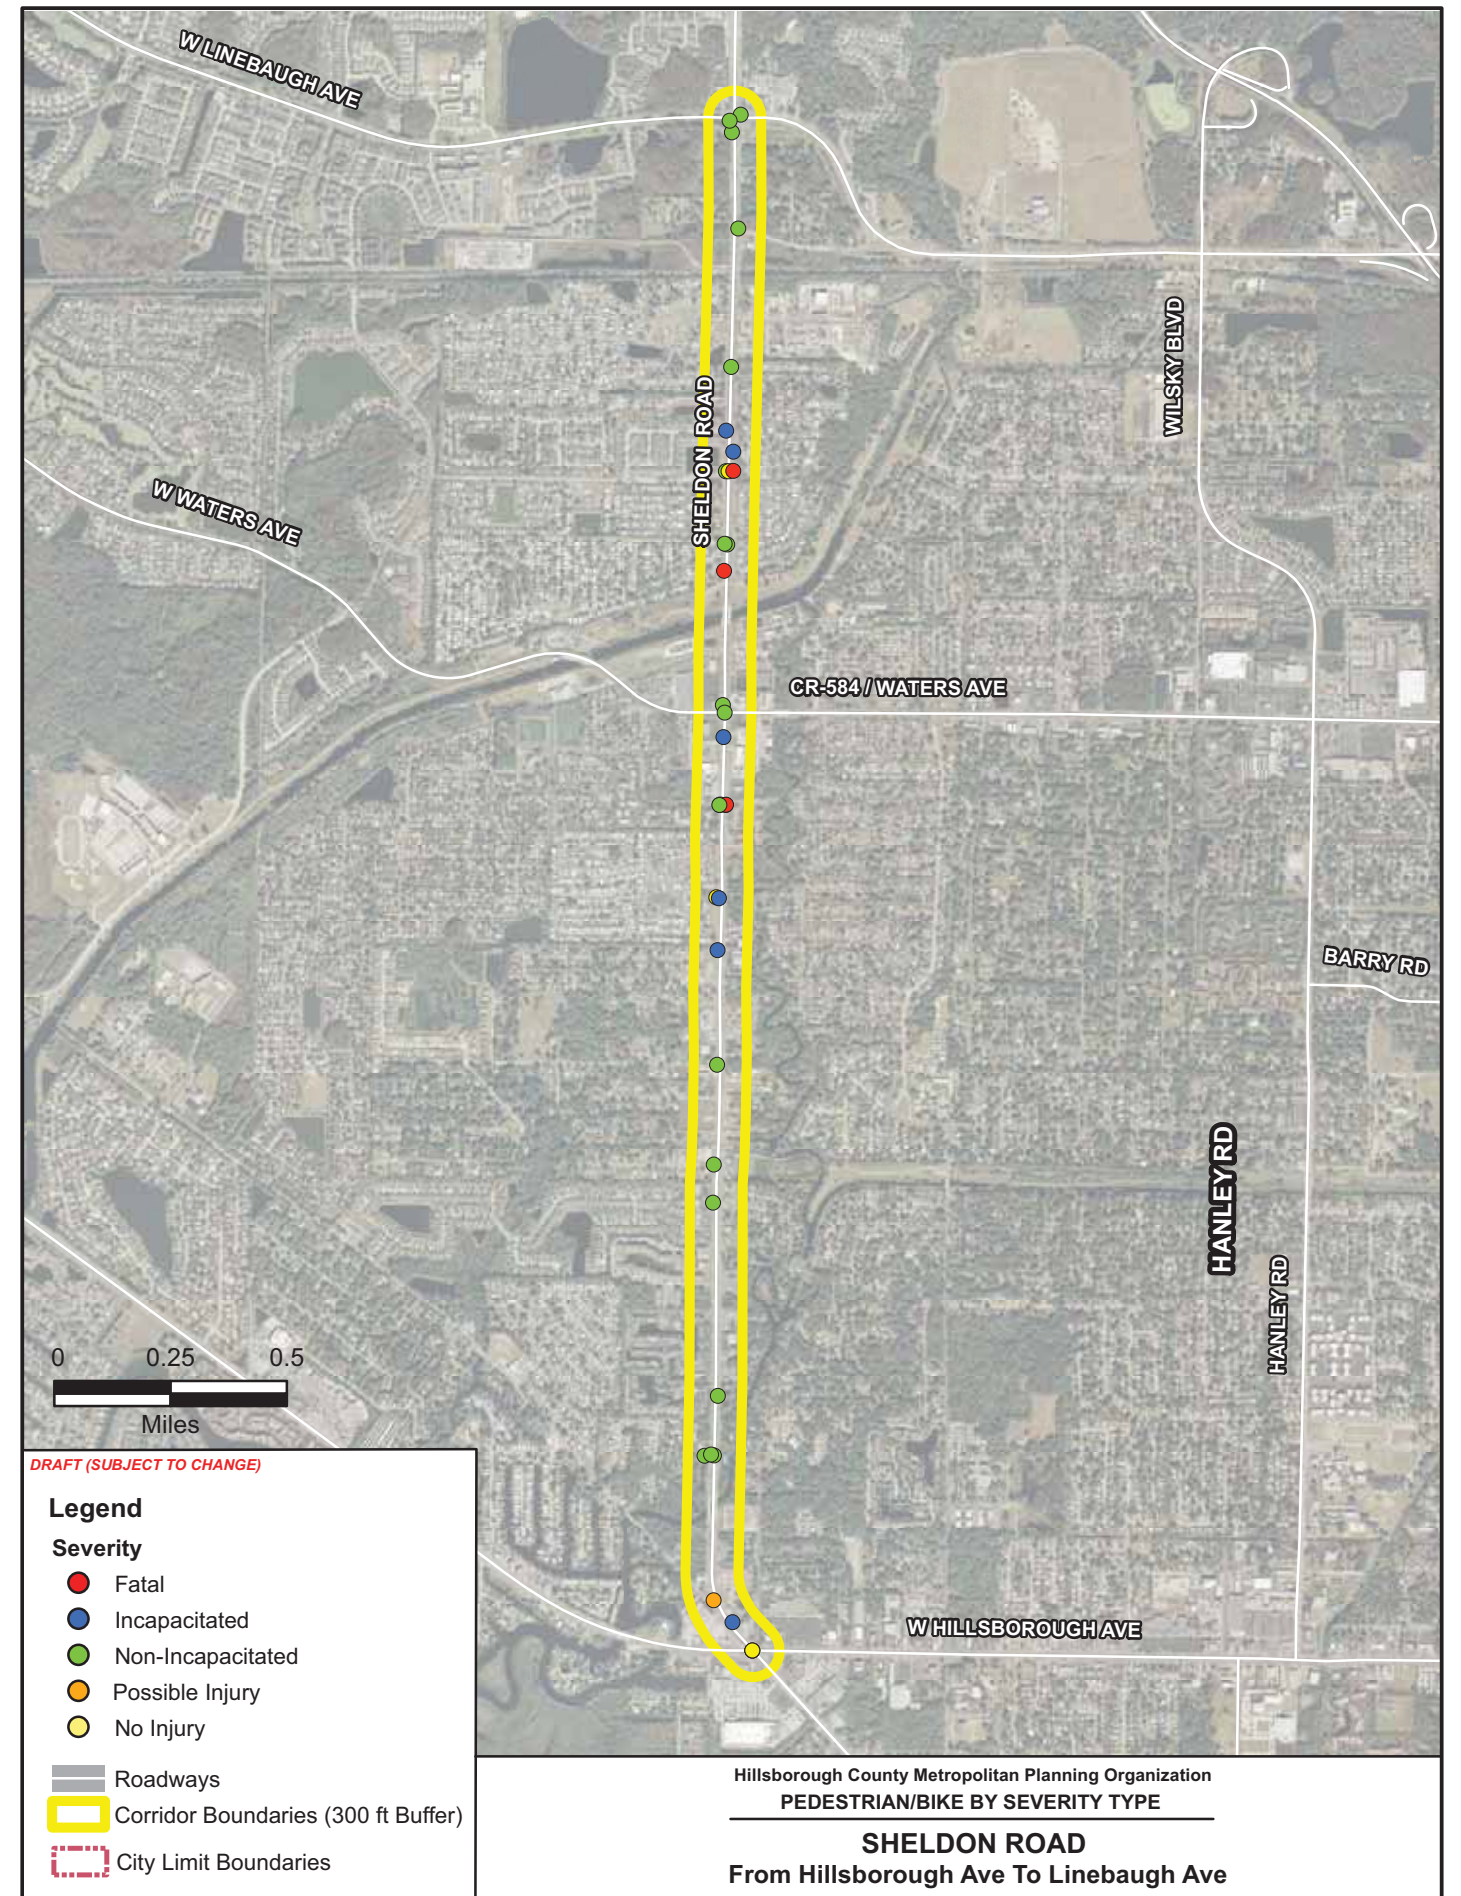 W LINEBAUGH AVE
WILSKY BLVD
SHELDON ROAD
W WATERS AVE
CR-584 / WATERS AVE
BARRY RD
HANLEY RD
HANLEY RD
W HILLSBOROUGH AVE
0 0.25 0.5
Miles
DRAFT (SUBJECT TO CHANGE)
Legend
Severity
Fatal
Incapacitated
Non-Incapacitated
Possible Injury
No Injury
Roadways
Corridor Boundaries (300 ft Buffer)
City Limit Boundaries
Hillsborough County Metropolitan Planning Organization
PEDESTRIAN/BIKE BY SEVERITY TYPE
SHELDON ROAD
From Hillsborough Ave To Linebaugh Ave